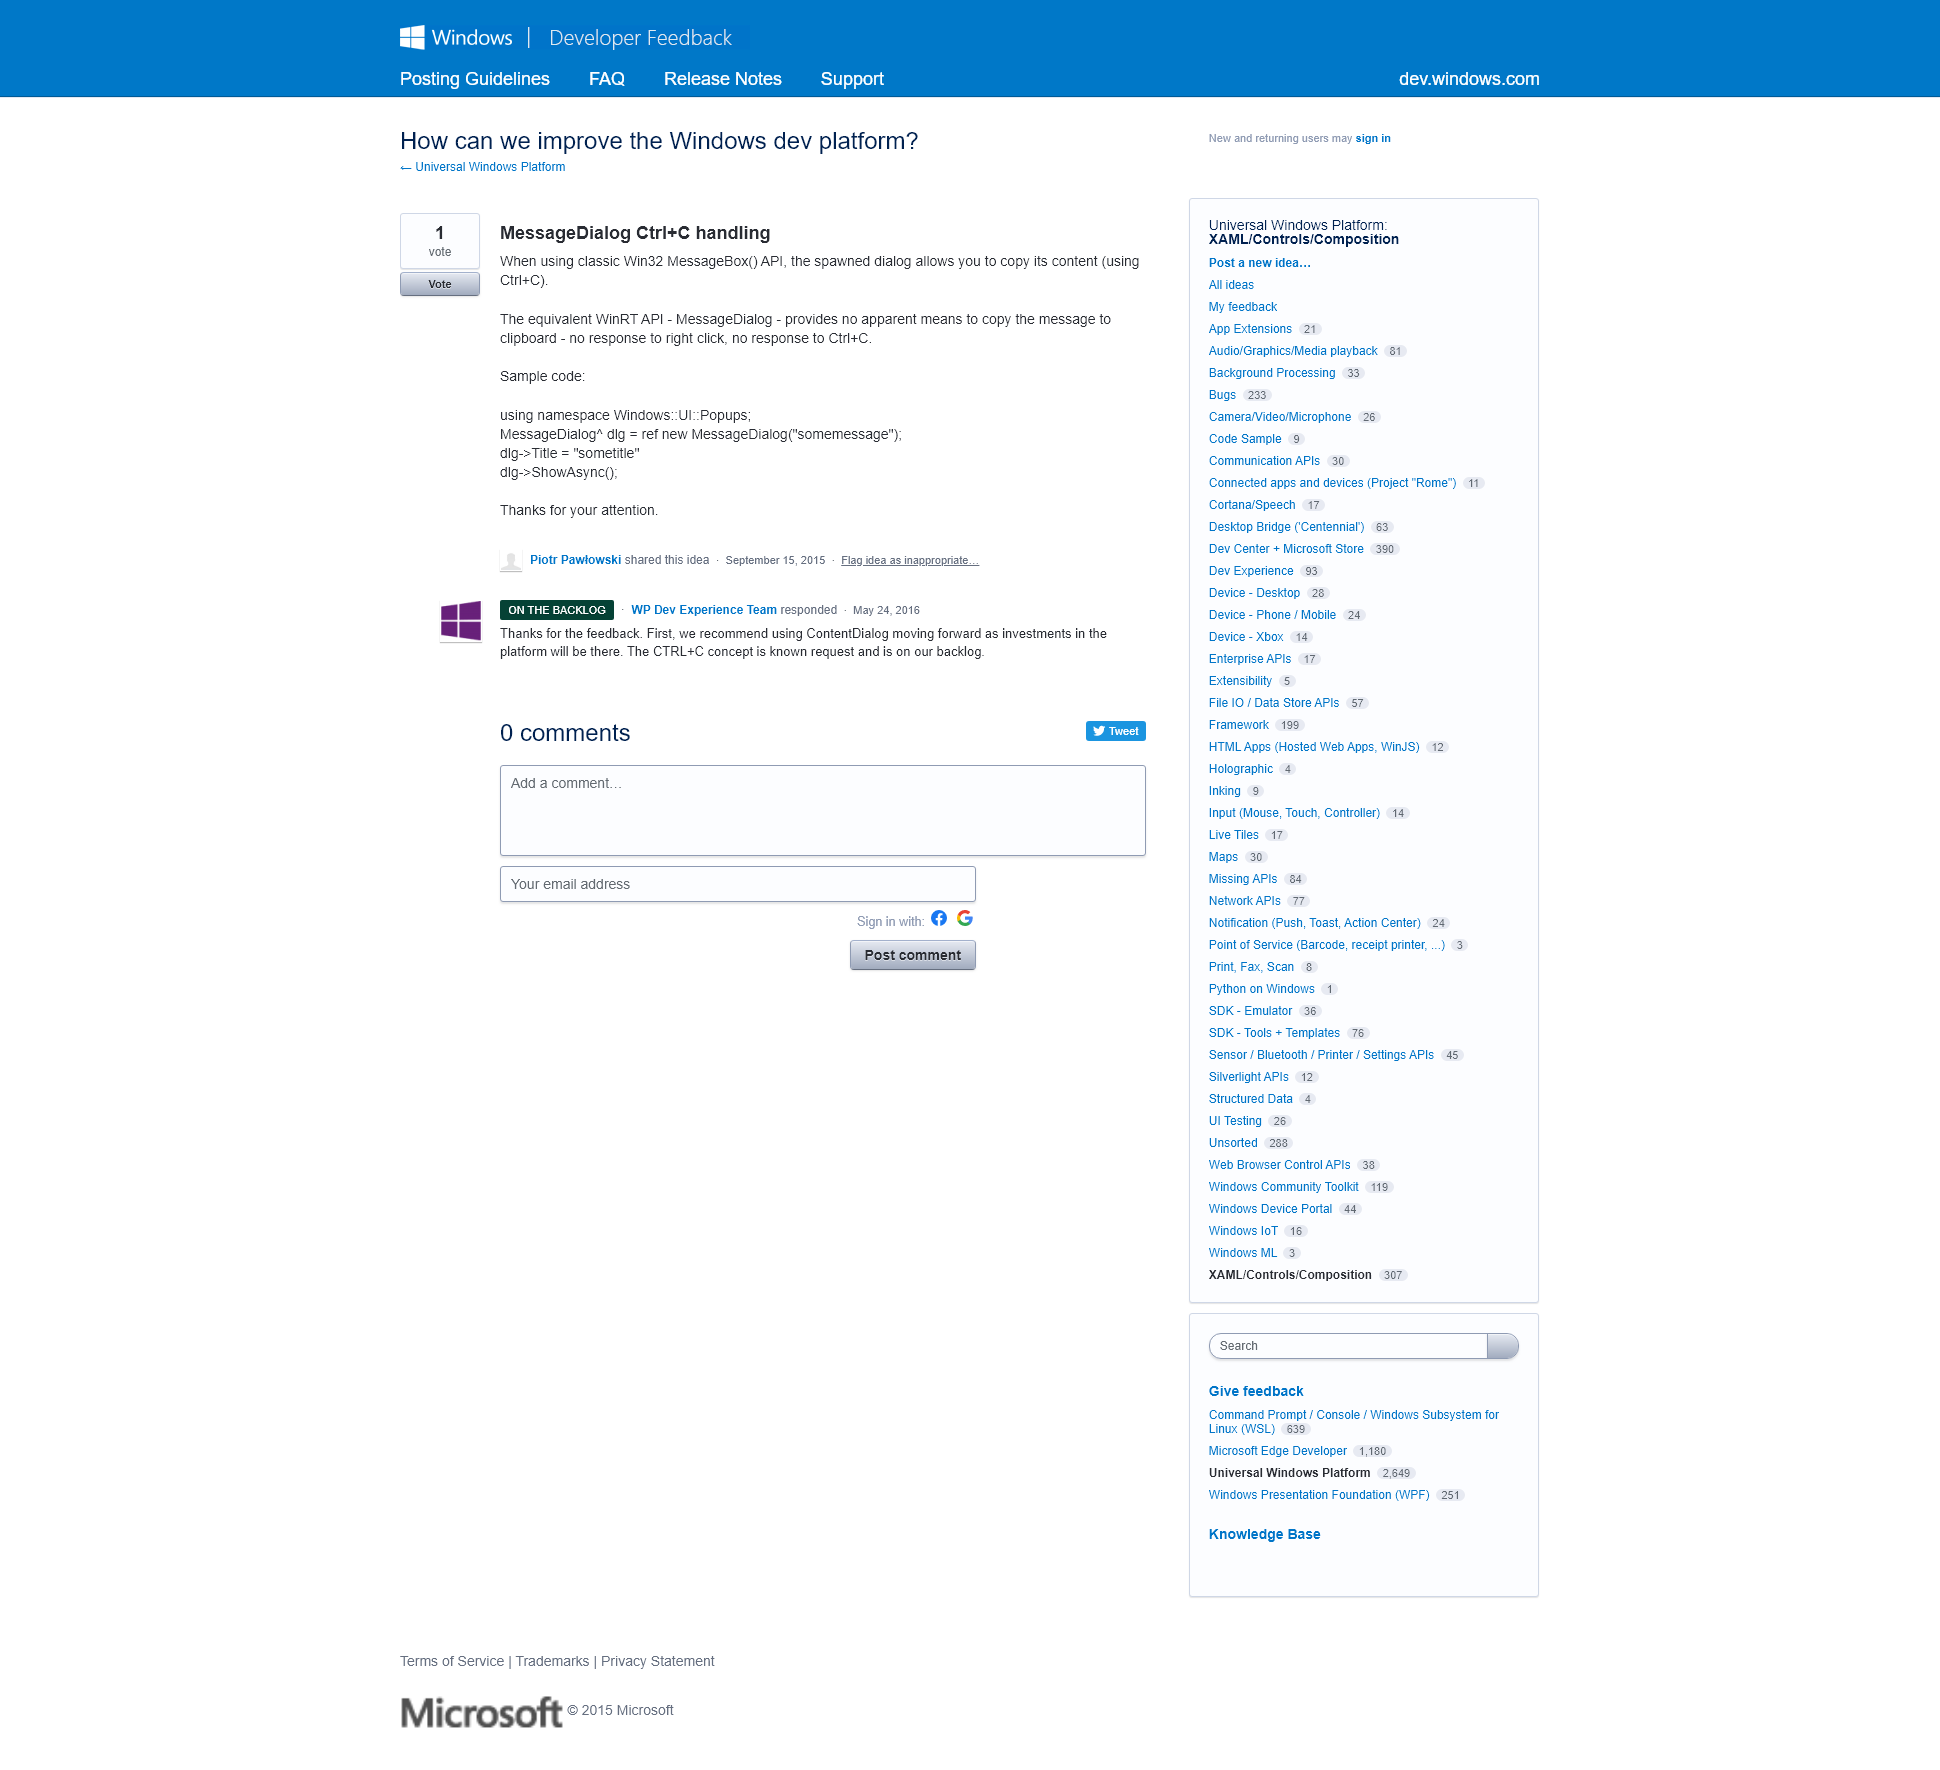 Windows | Developer Feedback
Posting Guidelines FAQ Release Notes Support dev.windows.com
How can we improve the Windows dev platform?
← Universal Windows Platform
New and returning users may sign in
1
vote
Vote
MessageDialog Ctrl+C handling
When using classic Win32 MessageBox() API, the spawned dialog allows you to copy its content (using
Ctrl+C).
The equivalent WinRT API - MessageDialog - provides no apparent means to copy the message to
clipboard - no response to right click, no response to Ctrl+C.
Sample code:
using namespace Windows::UI::Popups;
MessageDialog^ dlg = ref new MessageDialog("somemessage");
dlg->Title = "sometitle"
dlg->ShowAsync();
Thanks for your attention.
Piotr Pawłowski shared this idea · September 15, 2015 · Flag idea as inappropriate…
ON THE BACKLOG · WP Dev Experience Team responded · May 24, 2016
Thanks for the feedback. First, we recommend using ContentDialog moving forward as investments in the
platform will be there. The CTRL+C concept is known request and is on our backlog.
0 comments
Tweet
Add a comment…
Your email address
Sign in with:
Post comment
Universal Windows Platform:
XAML/Controls/Composition
Post a new idea…
All ideas
My feedback
App Extensions 21
Audio/Graphics/Media playback 81
Background Processing 33
Bugs 233
Camera/Video/Microphone 26
Code Sample 9
Communication APIs 30
Connected apps and devices (Project "Rome") 11
Cortana/Speech 17
Desktop Bridge ('Centennial') 63
Dev Center + Microsoft Store 390
Dev Experience 93
Device - Desktop 28
Device - Phone / Mobile 24
Device - Xbox 14
Enterprise APIs 17
Extensibility 5
File IO / Data Store APIs 57
Framework 199
HTML Apps (Hosted Web Apps, WinJS) 12
Holographic 4
Inking 9
Input (Mouse, Touch, Controller) 14
Live Tiles 17
Maps 30
Missing APIs 84
Network APIs 77
Notification (Push, Toast, Action Center) 24
Point of Service (Barcode, receipt printer, ...) 3
Print, Fax, Scan 8
Python on Windows 1
SDK - Emulator 36
SDK - Tools + Templates 76
Sensor / Bluetooth / Printer / Settings APIs 45
Silverlight APIs 12
Structured Data 4
UI Testing 26
Unsorted 288
Web Browser Control APIs 38
Windows Community Toolkit 119
Windows Device Portal 44
Windows IoT 16
Windows ML 3
XAML/Controls/Composition 307
Search
Give feedback
Command Prompt / Console / Windows Subsystem for
Linux (WSL) 639
Microsoft Edge Developer 1,180
Universal Windows Platform 2,649
Windows Presentation Foundation (WPF) 251
Knowledge Base
Terms of Service | Trademarks | Privacy Statement
Microsoft © 2015 Microsoft